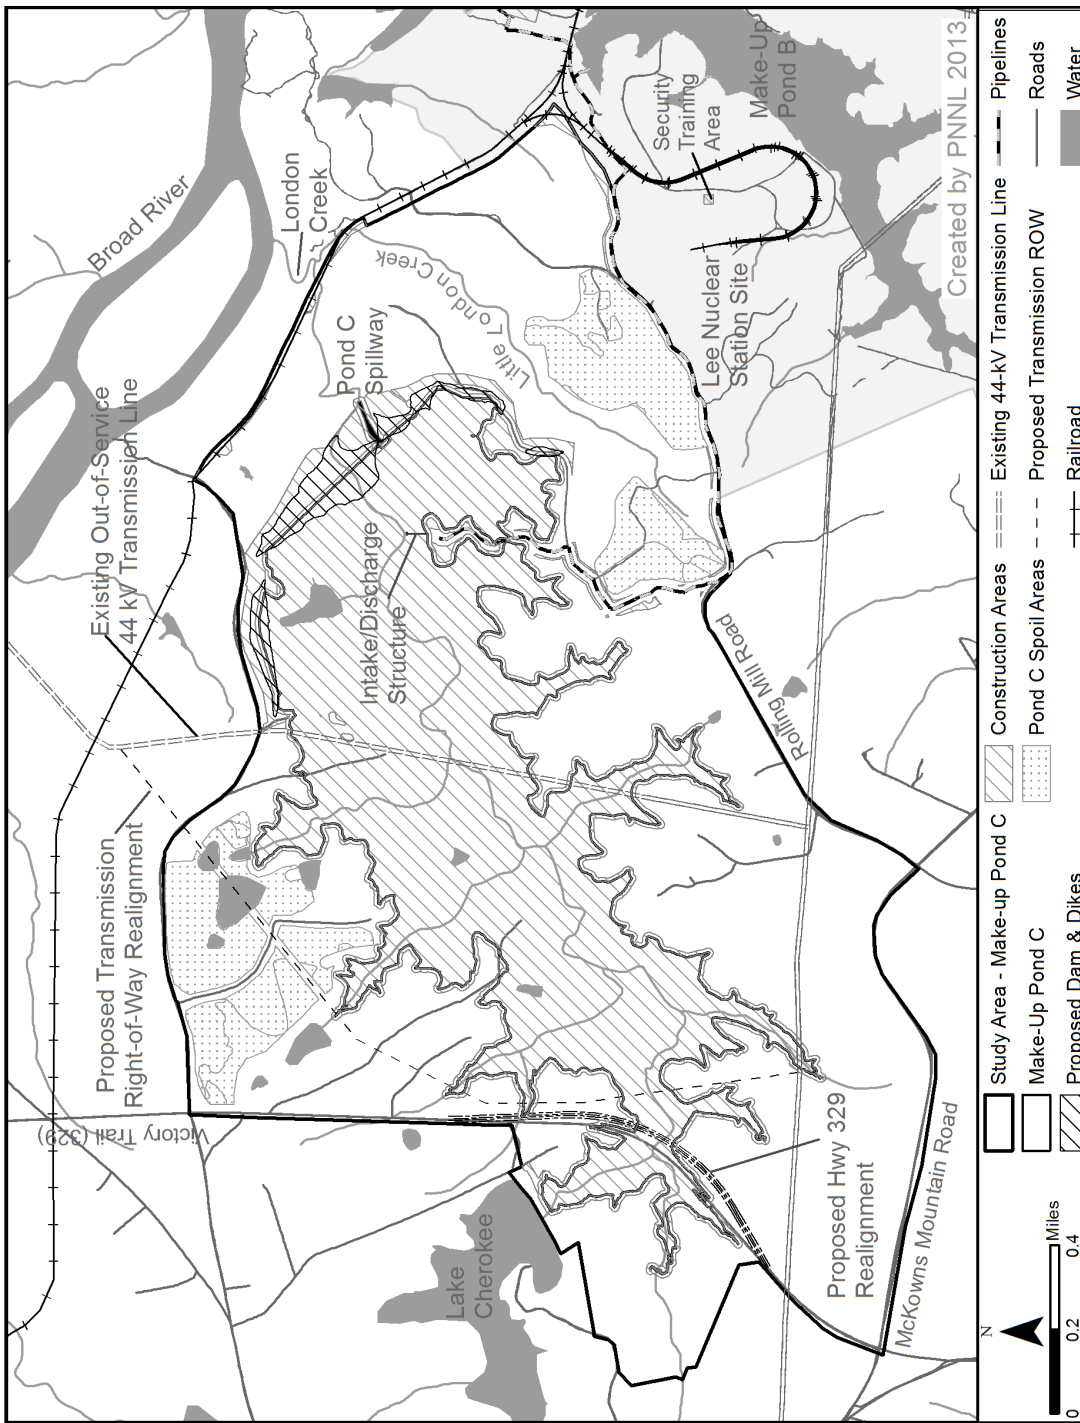 Broad River
London
Creek
Existing Out-of-Service
44 kV Transmission Line
Proposed Transmission
Right-of-Way Realignment
Victory Trail (329)
Lake
Cherokee
Pond C
Spillway
Little London Creek
Intake/Discharge
Structure
Security
Training
Area
Make-Up
Pond B
Lee Nuclear
Station Site
Rolling Mill Road
Proposed Hwy 329
Realignment
McKowns Mountain Road
Created by PNNL 2013
N
Miles
0 0.2 0.4
Study Area - Make-up Pond C
Make-Up Pond C
Proposed Dam & Dikes
Construction Areas
Pond C Spoil Areas
Existing 44-kV Transmission Line
Proposed Transmission ROW
Railroad
Pipelines
Roads
Water